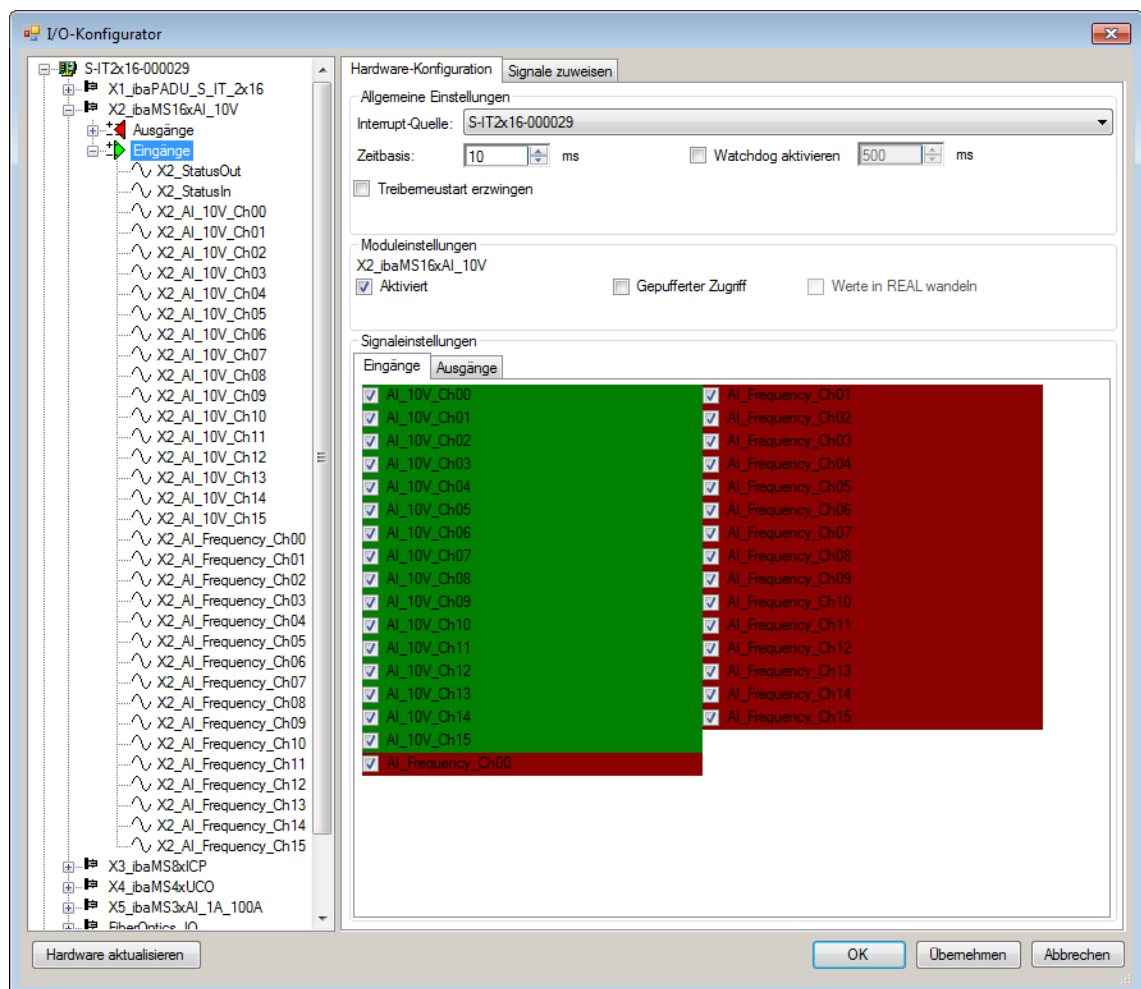 I/O-Konfigurator
S-IT2x16-000029
X1_ibaPADU_S_IT_2x16
X2_ibaMS16xAI_10V
Ausgänge
Eingänge
X2_StatusOut
X2_StatusIn
X2_AI_10V_Ch00
X2_AI_10V_Ch01
X2_AI_10V_Ch02
X2_AI_10V_Ch03
X2_AI_10V_Ch04
X2_AI_10V_Ch05
X2_AI_10V_Ch06
X2_AI_10V_Ch07
X2_AI_10V_Ch08
X2_AI_10V_Ch09
X2_AI_10V_Ch10
X2_AI_10V_Ch11
X2_AI_10V_Ch12
X2_AI_10V_Ch13
X2_AI_10V_Ch14
X2_AI_10V_Ch15
X2_AI_Frequency_Ch00
X2_AI_Frequency_Ch01
X2_AI_Frequency_Ch02
X2_AI_Frequency_Ch03
X2_AI_Frequency_Ch04
X2_AI_Frequency_Ch05
X2_AI_Frequency_Ch06
X2_AI_Frequency_Ch07
X2_AI_Frequency_Ch08
X2_AI_Frequency_Ch09
X2_AI_Frequency_Ch10
X2_AI_Frequency_Ch11
X2_AI_Frequency_Ch12
X2_AI_Frequency_Ch13
X2_AI_Frequency_Ch14
X2_AI_Frequency_Ch15
X3_ibaMS8xICP
X4_ibaMS4xUCO
X5_ibaMS3xAI_1A_100A
FiberOptics_IO
Hardware-Konfiguration Signale zuweisen
Allgemeine Einstellungen
Interrupt-Quelle: S-IT2x16-000029
Zeitbasis: 10 ms Watchdog aktivieren 500 ms
Treiberneustart erzwingen
Moduleinstellungen
X2_ibaMS16xAI_10V
Aktiviert Gepufferter Zugriff Werte in REAL wandeln
Signaleinstellungen
Eingänge Ausgänge
AI_10V_Ch00 AI_Frequency_Ch01
AI_10V_Ch01 AI_Frequency_Ch02
AI_10V_Ch02 AI_Frequency_Ch03
AI_10V_Ch03 AI_Frequency_Ch04
AI_10V_Ch04 AI_Frequency_Ch05
AI_10V_Ch05 AI_Frequency_Ch06
AI_10V_Ch06 AI_Frequency_Ch07
AI_10V_Ch07 AI_Frequency_Ch08
AI_10V_Ch08 AI_Frequency_Ch09
AI_10V_Ch09 AI_Frequency_Ch10
AI_10V_Ch10 AI_Frequency_Ch11
AI_10V_Ch11 AI_Frequency_Ch12
AI_10V_Ch12 AI_Frequency_Ch13
AI_10V_Ch13 AI_Frequency_Ch14
AI_10V_Ch14 AI_Frequency_Ch15
AI_10V_Ch15
AI_Frequency_Ch00
Hardware aktualisieren OK Übernehmen Abbrechen